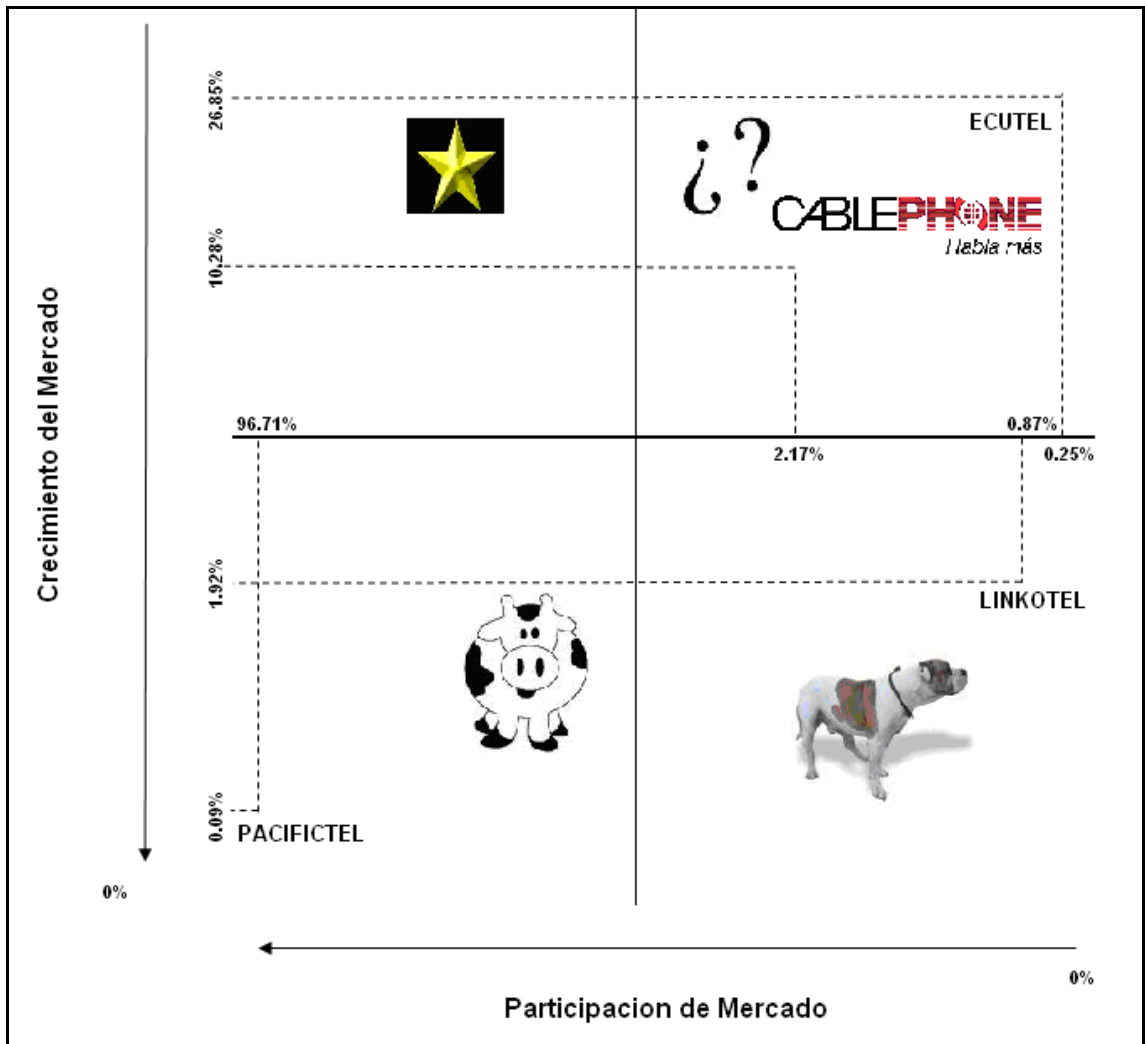 26.85%
ECUTEL
¿?
CABLEPHONE
Habla más
10.28%
Crecimiento del Mercado
96.71%
0.87%
2.17%
0.25%
1.92%
LINKOTEL
0.09%
PACIFICTEL
0%
0%
Participacion de Mercado